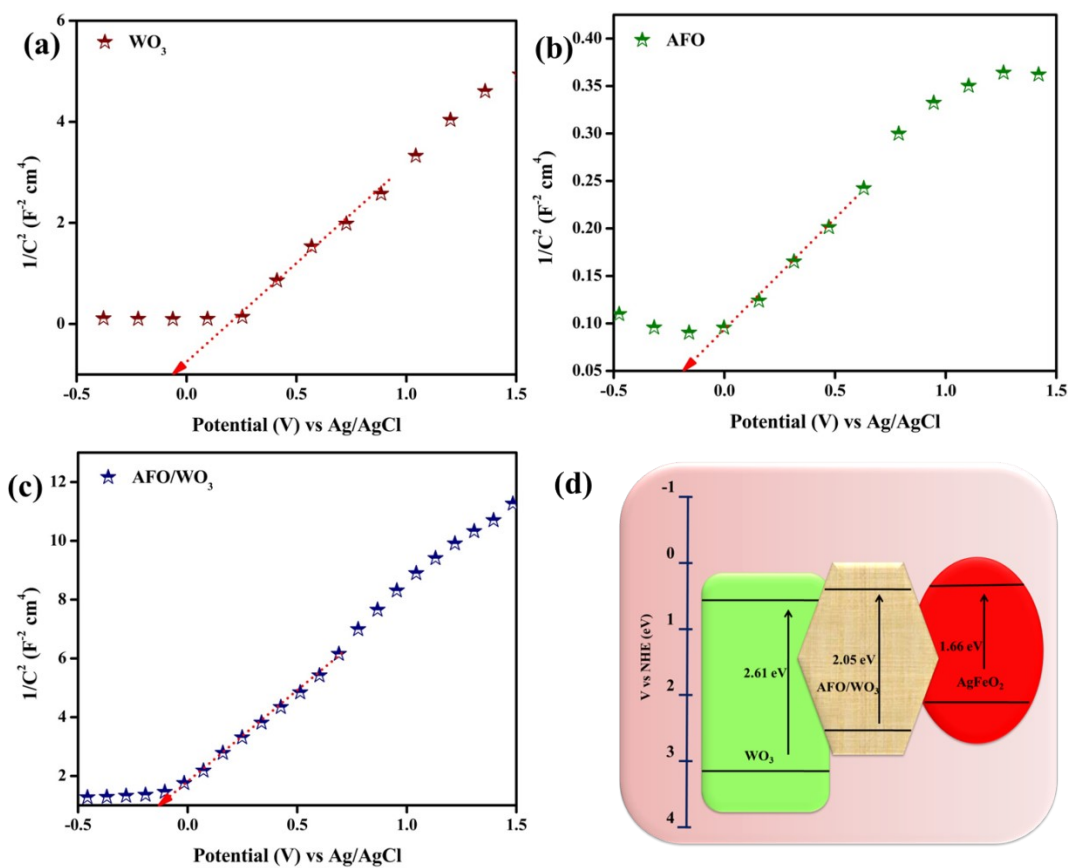 (a)
WO₃
6
4
2
0
-0.5
0.0
0.5
1.0
1.5
1/C² (F⁻² cm⁴)
Potential (V) vs Ag/AgCl
(b)
AFO
0.40
0.35
0.30
0.25
0.20
0.15
0.10
0.05
-0.5
0.0
0.5
1.0
1.5
1/C² (F⁻² cm⁴)
Potential (V) vs Ag/AgCl
(c)
AFO/WO₃
12
10
8
6
4
2
-0.5
0.0
0.5
1.0
1.5
1/C² (F⁻² cm⁴)
Potential (V) vs Ag/AgCl
(d)
-1
0
1
2
3
4
V vs NHE (eV)
2.61 eV
WO₃
2.05 eV
AFO/WO₃
1.66 eV
AgFeO₂